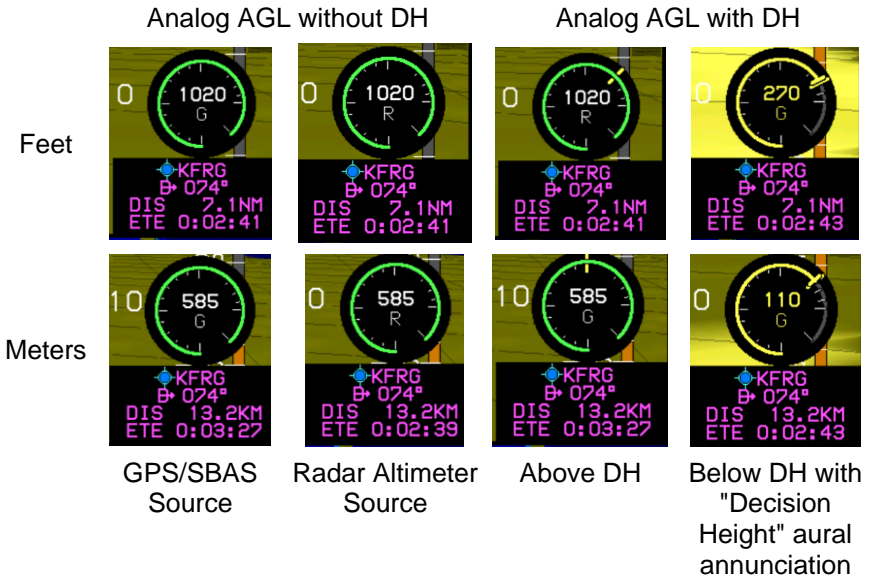 Analog AGL without DH
Analog AGL with DH
Feet
0
1020
G
KFRG
074°
DIS 7.1NM
ETE 0:02:41
0
1020
R
KFRG
074°
DIS 7.1NM
ETE 0:02:41
0
1020
R
KFRG
074°
DIS 7.1NM
ETE 0:02:41
0
270
G
KFRG
074°
DIS 7.1NM
ETE 0:02:43
Meters
10
585
G
KFRG
074°
DIS 13.2KM
ETE 0:03:27
0
585
R
KFRG
074°
DIS 13.2KM
ETE 0:02:39
10
585
G
KFRG
074°
DIS 13.2KM
ETE 0:03:27
0
110
G
KFRG
074°
DIS 13.2KM
ETE 0:02:43
GPS/SBAS
Source
Radar Altimeter
Source
Above DH
Below DH with
"Decision
Height" aural
annunciation